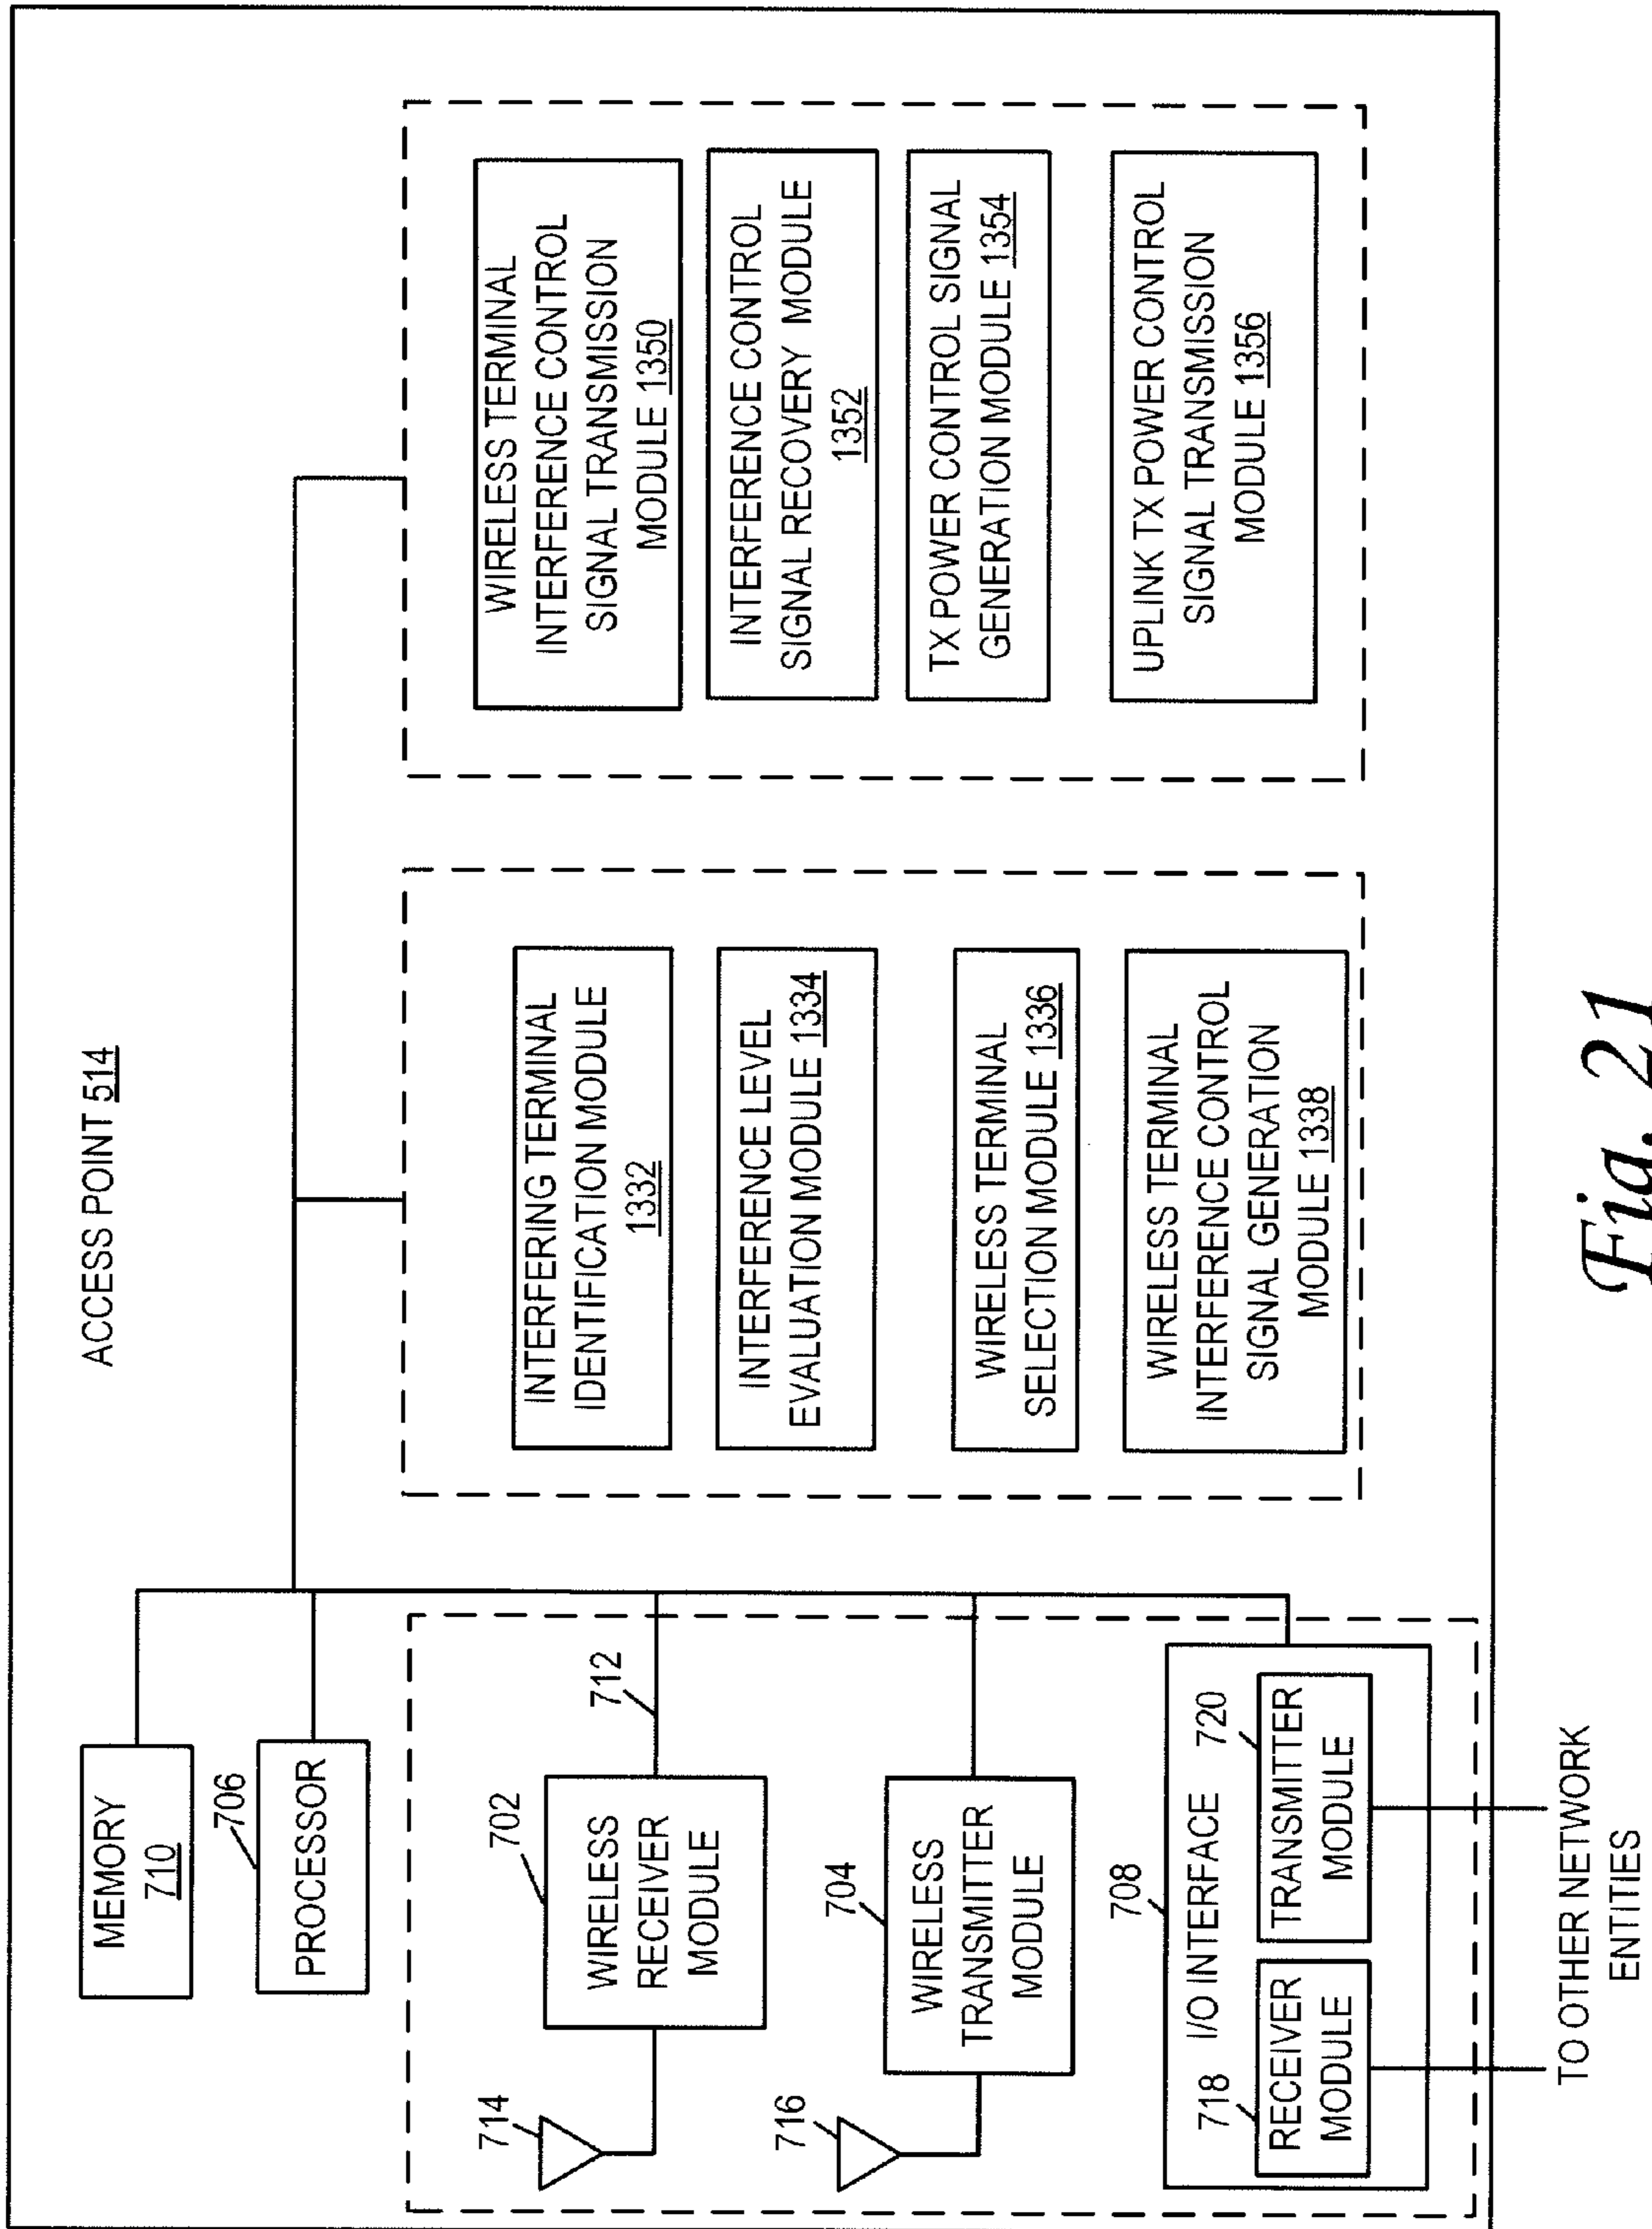 ACCESS POINT 514
MEMORY
710
706
PROCESSOR
702
WIRELESS
RECEIVER
MODULE
712
714
704
WIRELESS
TRANSMITTER
MODULE
716
708
I/O INTERFACE
718
RECEIVER
MODULE
720
TRANSMITTER
MODULE
TO OTHER NETWORK
ENTITIES
INTERFERING TERMINAL
IDENTIFICATION MODULE
1332
INTERFERENCE LEVEL
EVALUATION MODULE 1334
WIRELESS TERMINAL
SELECTION MODULE 1336
WIRELESS TERMINAL
INTERFERENCE CONTROL
SIGNAL GENERATION
MODULE 1338
WIRELESS TERMINAL
INTERFERENCE CONTROL
SIGNAL TRANSMISSION
MODULE 1350
INTERFERENCE CONTROL
SIGNAL RECOVERY MODULE
1352
TX POWER CONTROL SIGNAL
GENERATION MODULE 1354
UPLINK TX POWER CONTROL
SIGNAL TRANSMISSION
MODULE 1356
Fig. 21